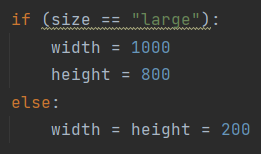 if (size == "large"):
    width = 1000
    height = 800
else:
    width = height = 200